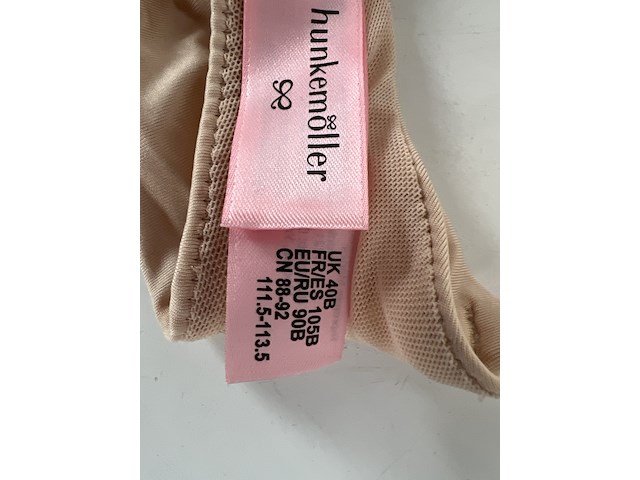 hunkemöller
UK 40B
FR/ES 105B
EU/RU 90B
CN 88-92
111.5-113.5